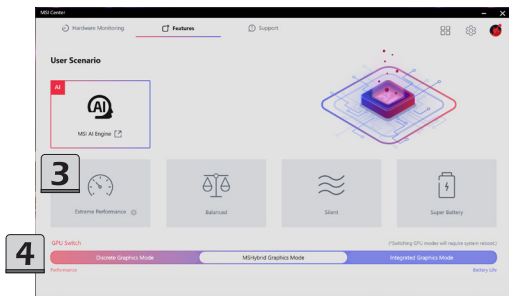 MSI Center
Hardware Monitoring
Features
Support
User Scenario
AI
AI
MSI AI Engine
3
Extreme Performance
Balanced
Silent
Super Battery
4
GPU Switch
(*Switching GPU modes will require system reboot.)
Discrete Graphics Mode
MSHybrid Graphics Mode
Integrated Graphics Mode
Performance
Battery Life